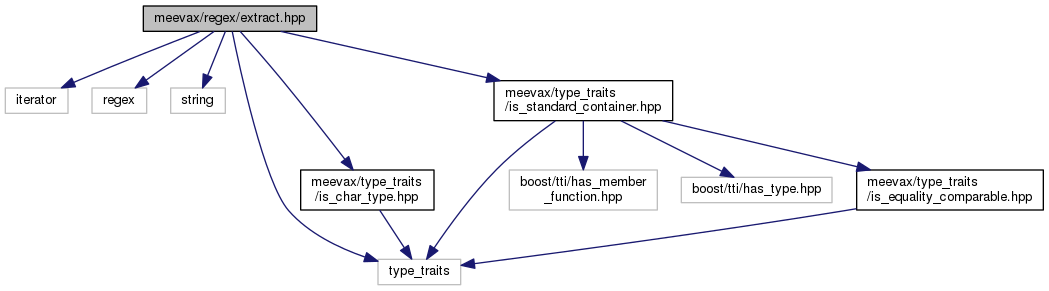 meevax/regex/extract.hpp
iterator
regex
string
meevax/type_traits
/is_standard_container.hpp
meevax/type_traits
/is_char_type.hpp
boost/tti/has_member
_function.hpp
boost/tti/has_type.hpp
meevax/type_traits
/is_equality_comparable.hpp
type_traits